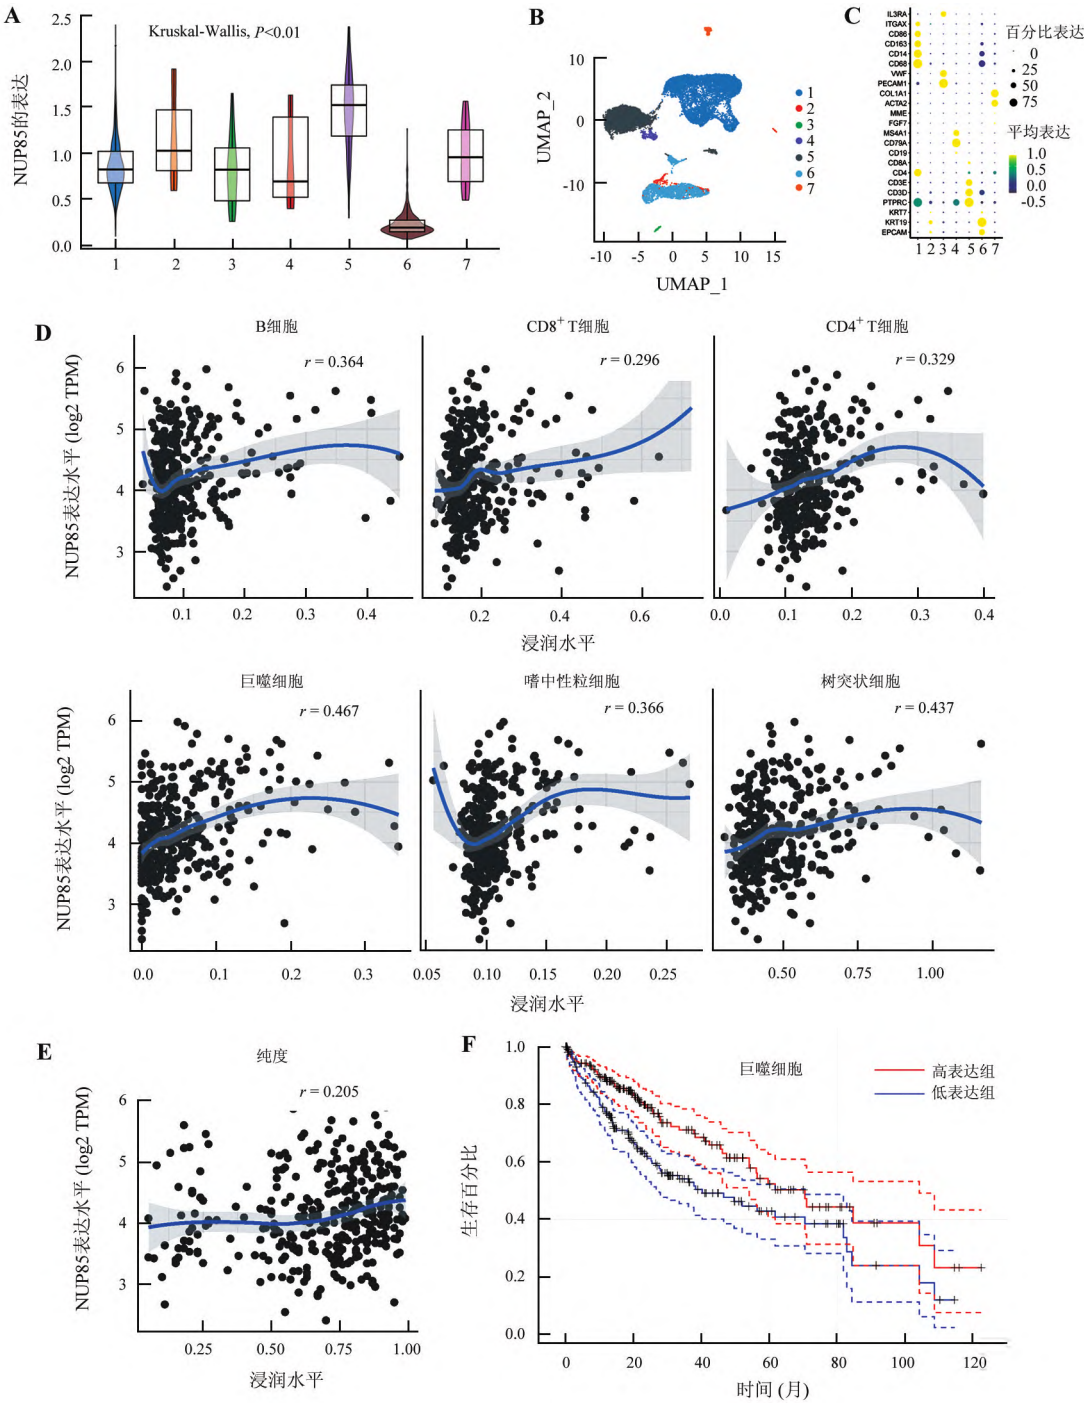 A
Kruskal-Wallis, P<0.01
NUP85的表达
2.5
2.0
1.5
1.0
0.5
0.0
1 2 3 4 5 6 7
B
UMAP_2
10
0
-10
-10 -5 0 5 10 15
UMAP_1
1
2
3
4
5
6
7
C
IL3RA
ITGAX
CD86
CD163
CD14
CD68
VWF
PECAM1
COL1A1
ACTA2
MME
FGF7
MS4A1
CD79A
CD19
CD8A
CD4
CD3E
CD3D
PTPRC
KRT7
KRT19
EPCAM
1 2 3 4 5 6 7
百分比表达
0
25
50
75
平均表达
1.0
0.5
0.0
-0.5
D
NUP85表达水平 (log2 TPM)
6
5
4
3
B细胞
r = 0.364
0.1 0.2 0.3 0.4
CD8+ T细胞
r = 0.296
0.2 0.4 0.6
CD4+ T细胞
r = 0.329
0.0 0.1 0.2 0.3 0.4
浸润水平
NUP85表达水平 (log2 TPM)
6
5
4
3
巨噬细胞
r = 0.467
0.0 0.1 0.2 0.3
嗜中性粒细胞
r = 0.366
0.05 0.10 0.15 0.20 0.25
树突状细胞
r = 0.437
0.50 0.75 1.00
浸润水平
E
纯度
r = 0.205
NUP85表达水平 (log2 TPM)
6
5
4
3
0.25 0.50 0.75 1.00
浸润水平
F
巨噬细胞
高表达组
低表达组
生存百分比
1.0
0.8
0.6
0.4
0.2
0.0
0 20 40 60 80 100 120
时间 (月)